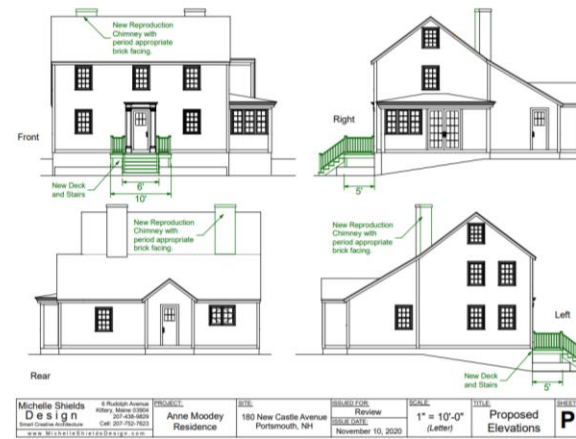 New Reproduction
Chimney with
period appropriate
brick facing.
Front
New Deck
and Stairs
6'
10'
Right
5'
New Reproduction
Chimney with
period appropriate
brick facing.
Rear
New Reproduction
Chimney with
period appropriate
brick facing.
Left
New Deck
and Stairs
5'
Michelle Shields
Design
Smart Creative Architecture
6 Rudolph Avenue
Kittery, Maine 03904
207-438-9829
Cell: 207-752-7623
www.MichelleShieldsDesign.com
PROJECT:
Anne Moodey
Residence
SITE:
180 New Castle Avenue
Portsmouth, NH
ISSUED FOR:
Review
ISSUE DATE:
November 10, 2020
SCALE:
1" = 10'-0"
(Letter)
TITLE:
Proposed
Elevations
SHEET
P